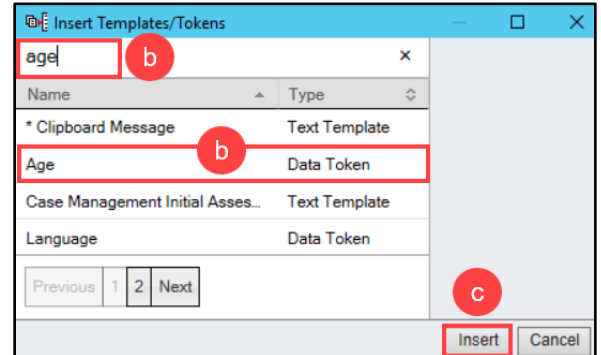 Insert Templates/Tokens
age
b
Name Type
* Clipboard Message Text Template
b
Age Data Token
Case Management Initial Asses... Text Template
Language Data Token
Previous 1 2 Next
c
Insert Cancel